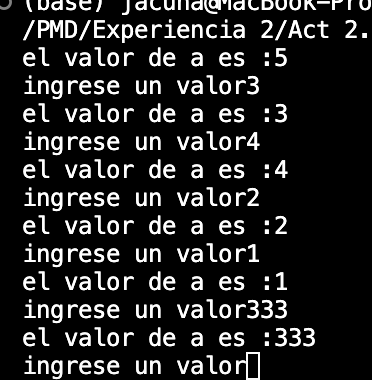 (base) jacuna@MacBook-Pro
/PMD/Experiencia 2/Act 2.
el valor de a es :5
ingrese un valor3
el valor de a es :3
ingrese un valor4
el valor de a es :4
ingrese un valor2
el valor de a es :2
ingrese un valor1
el valor de a es :1
ingrese un valor333
el valor de a es :333
ingrese un valor